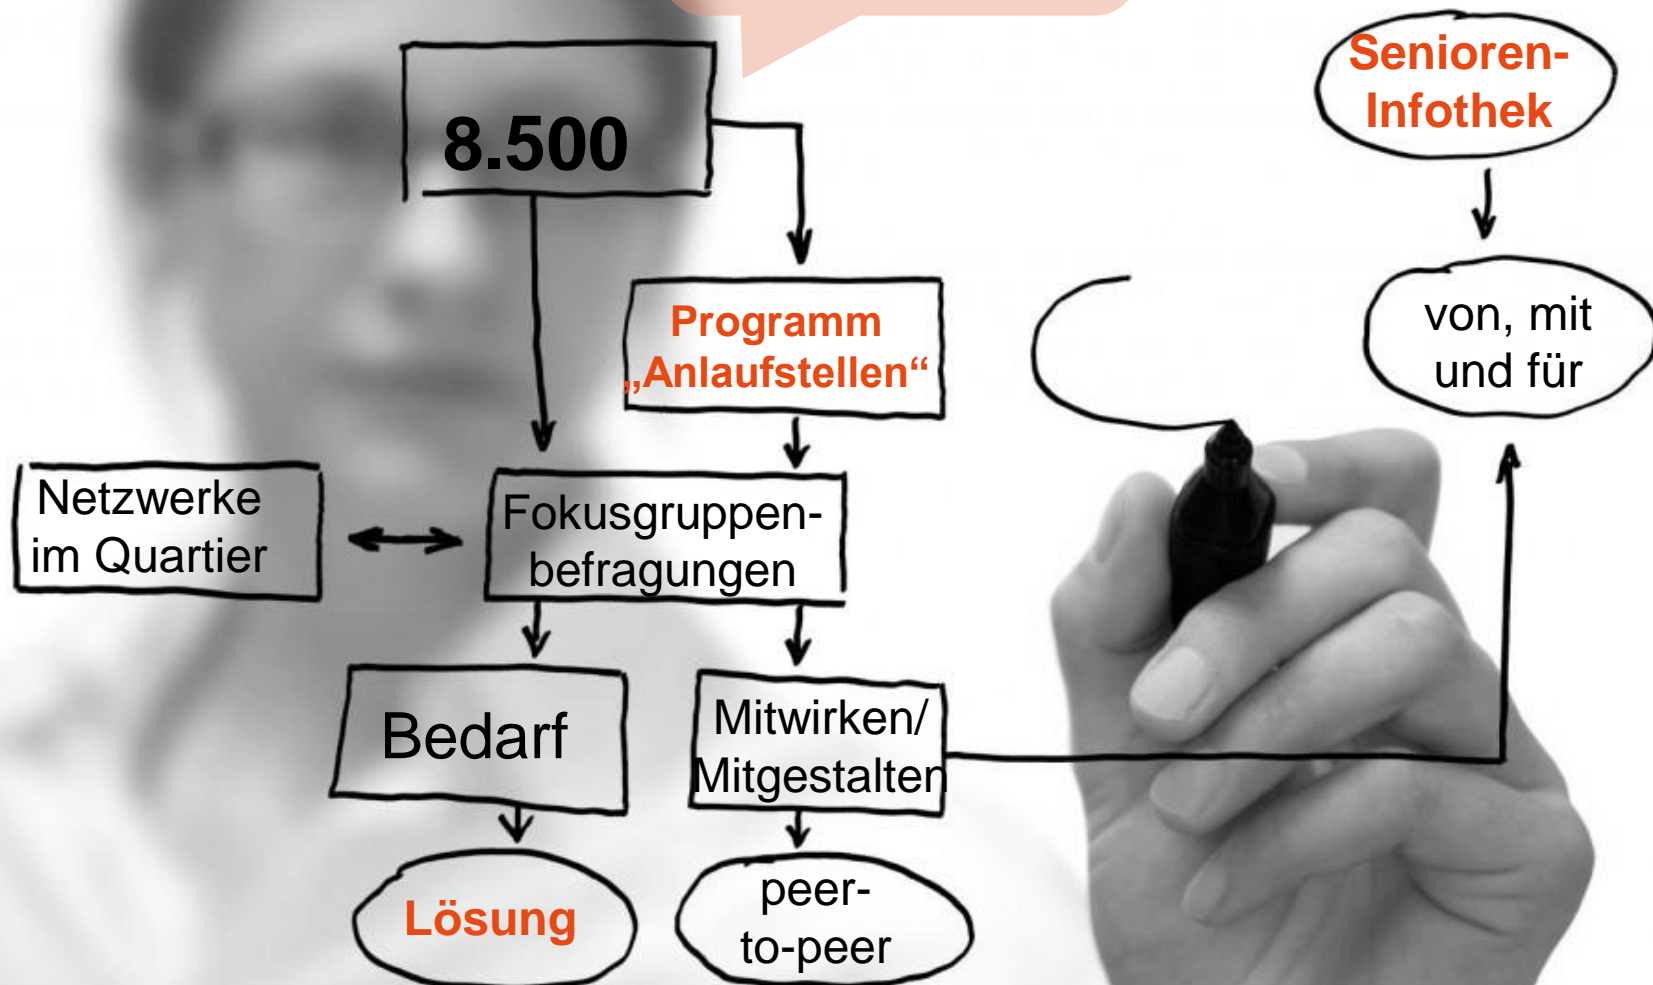 8.500
Senioren-
Infothek
Programm
„Anlaufstellen“
von, mit
und für
Netzwerke
im Quartier
Fokusgruppen-
befragungen
Bedarf
Mitwirken/
Mitgestalten
Lösung
peer-
to-peer